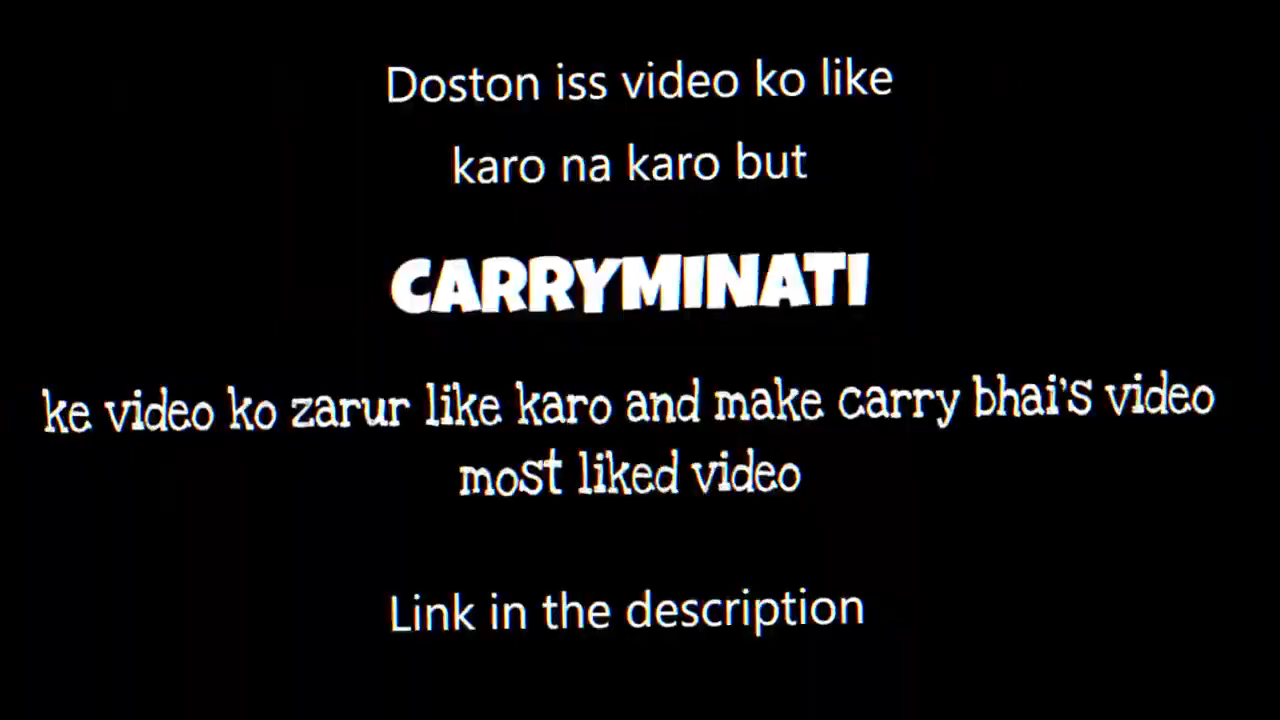 Doston iss video ko like
karo na karo but
CARRYMINATI
ke video ko zarur like karo and make carry bhai's video
most liked video
Link in the description